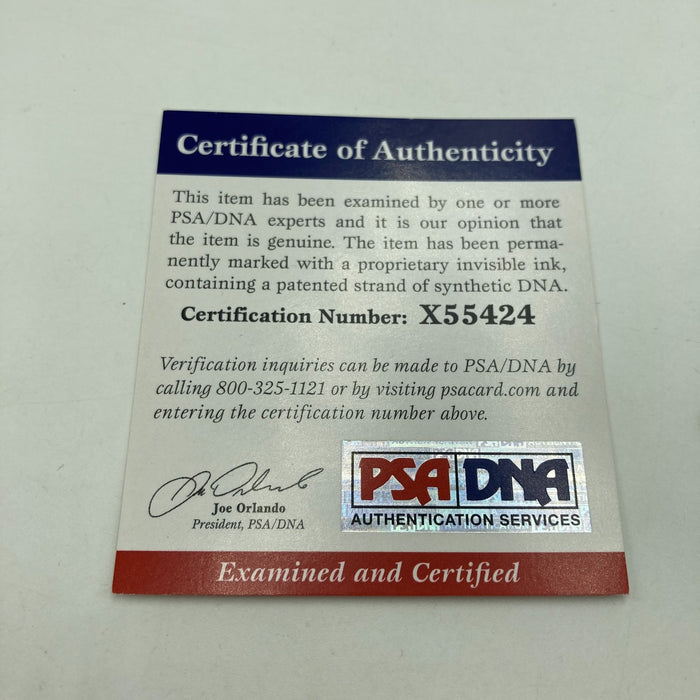 Certificate of Authenticity
This item has been examined by one or more
PSA/DNA experts and it is our opinion that
the item is genuine. The item has been perma-
nently marked with a proprietary invisible ink,
containing a patented strand of synthetic DNA.
Certification Number: X55424
Verification inquiries can be made to PSA/DNA by
calling 800-325-1121 or by visiting psacard.com and
entering the certification number above.
Joe Orlando
President, PSA/DNA
PSA DNA
AUTHENTICATION SERVICES
Examined and Certified